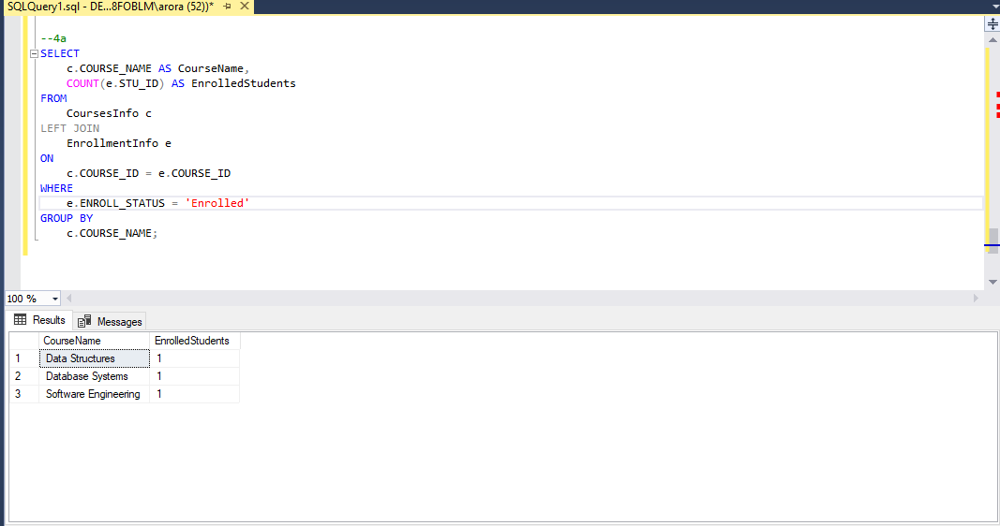 SQLQuery1.sql - DE...8FOBLM\arora (52))*
--4a
SELECT
c.COURSE_NAME AS CourseName,
COUNT(e.STU_ID) AS EnrolledStudents
FROM
CoursesInfo c
LEFT JOIN
EnrollmentInfo e
ON
c.COURSE_ID = e.COURSE_ID
WHERE
e.ENROLL_STATUS = 'Enrolled'
GROUP BY
c.COURSE_NAME;
100 %
Results Messages
CourseName EnrolledStudents
1 Data Structures 1
2 Database Systems 1
3 Software Engineering 1